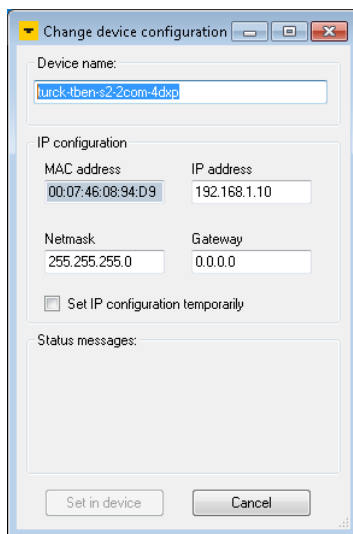 Change device configuration
Device name:
turck-tben-s2-2com-4dxp
IP configuration
MAC address IP address
00:07:46:08:94:D9 192.168.1.10
Netmask Gateway
255.255.255.0 0.0.0.0
Set IP configuration temporarily
Status messages:
Set in device Cancel